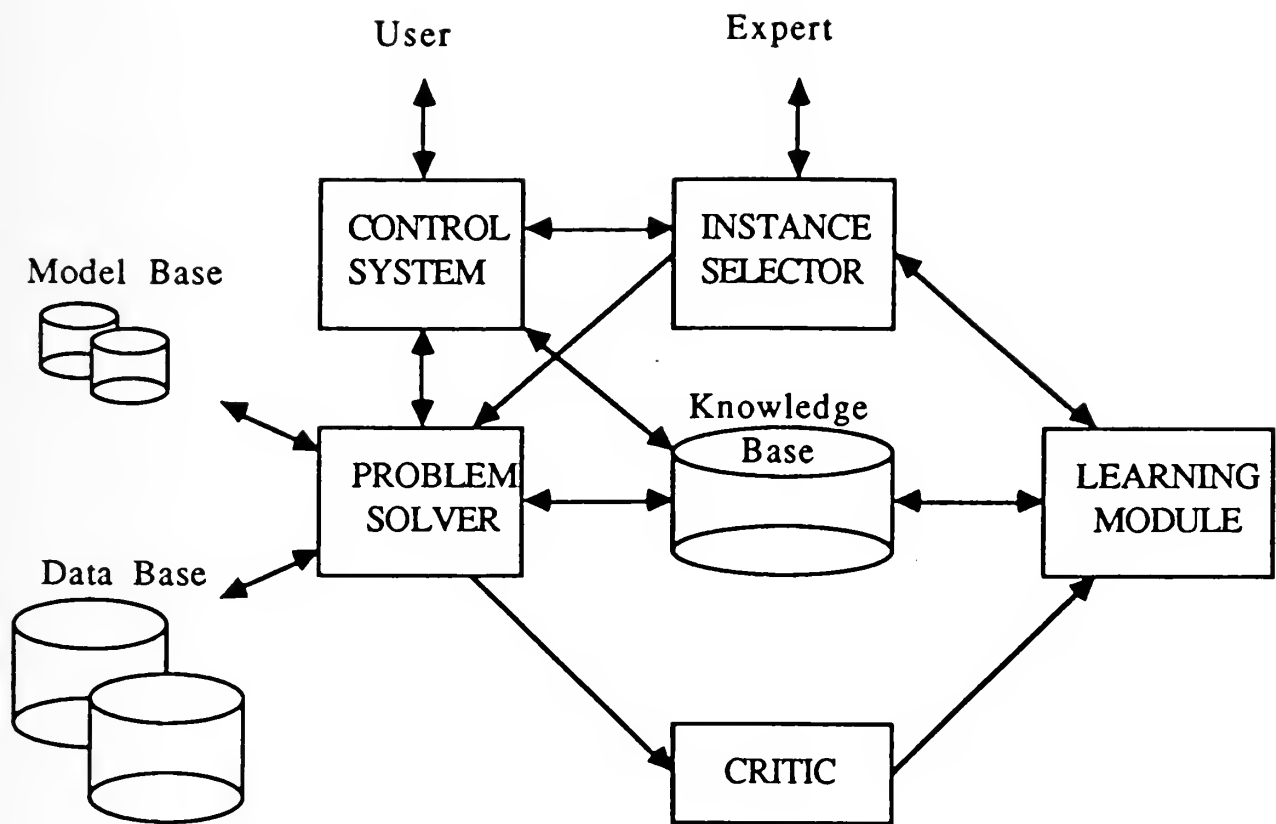 User
Expert
CONTROL
SYSTEM
INSTANCE
SELECTOR
Model Base
Knowledge
Base
PROBLEM
SOLVER
LEARNING
MODULE
Data Base
CRITIC